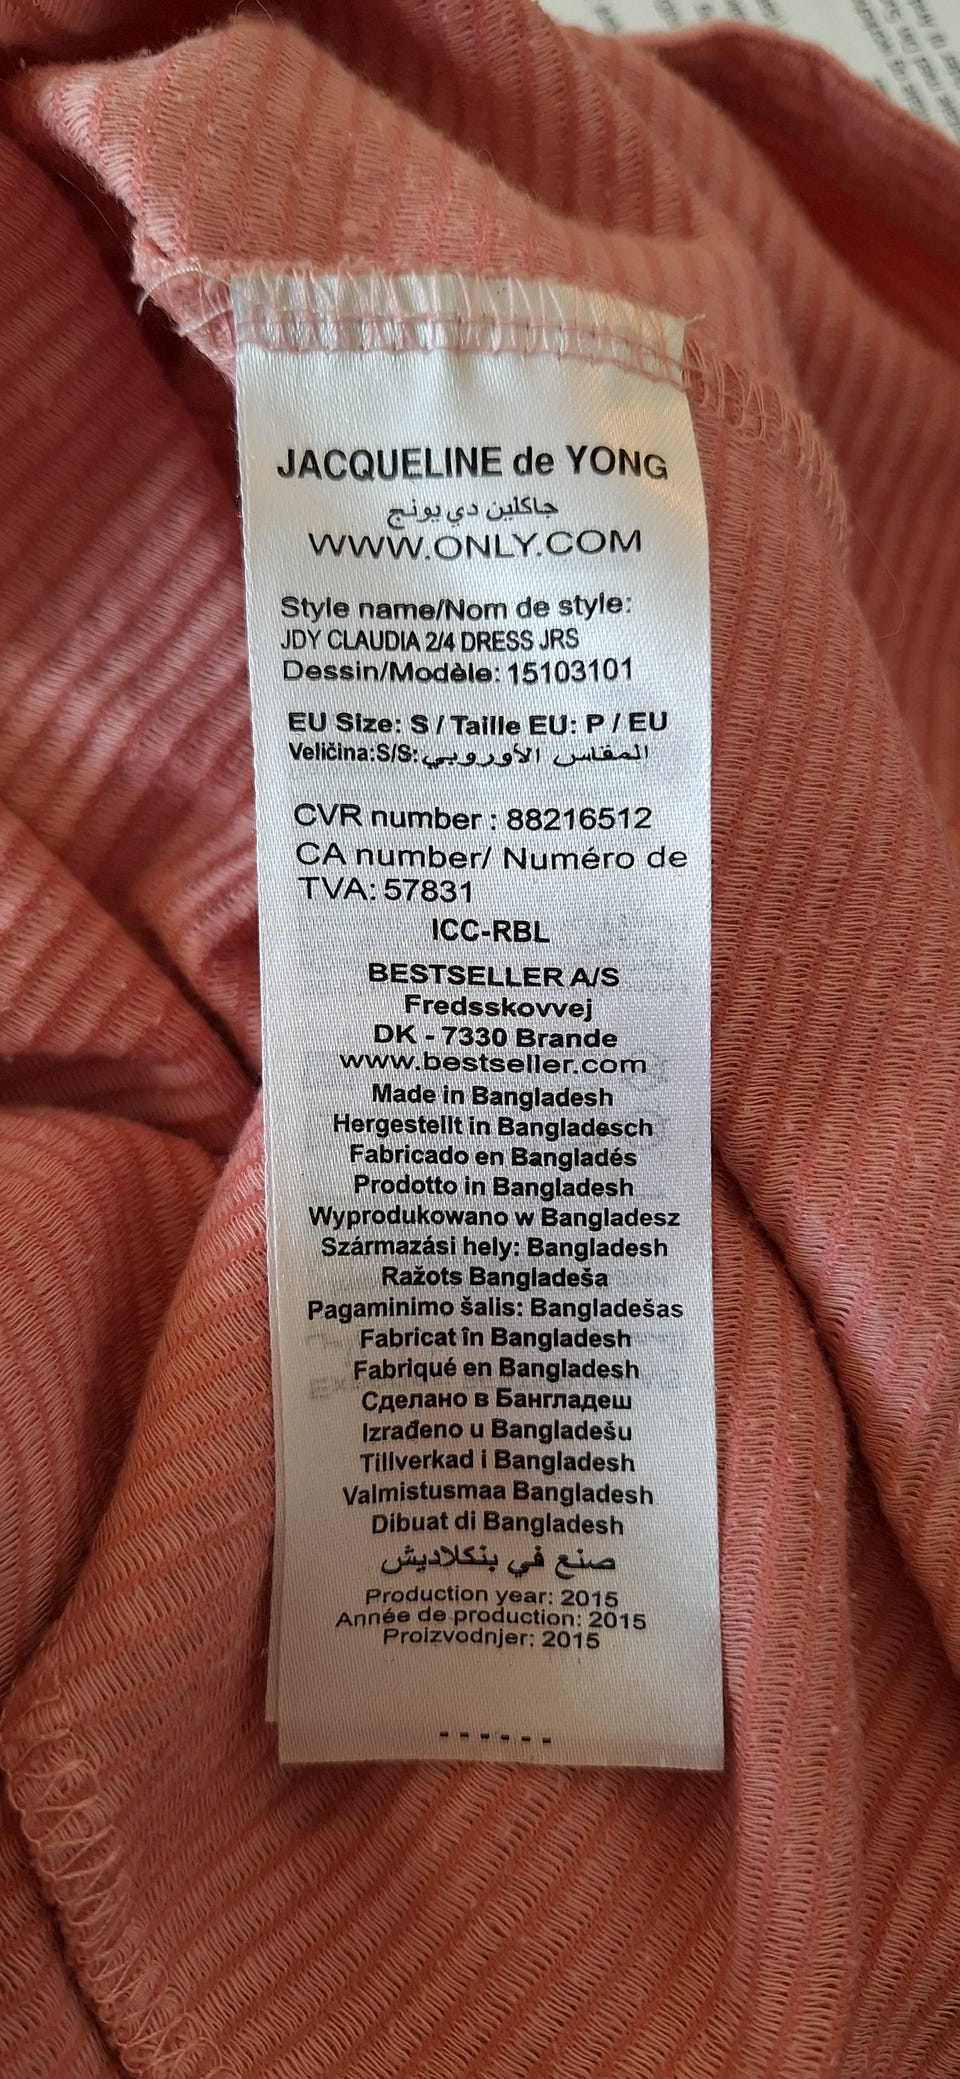 JACQUELINE de YONG
جاكلين دي يونج
WWW.ONLY.COM
Style name/Nom de style:
JDY CLAUDIA 2/4 DRESS JRS
Dessin/Modèle: 15103101
EU Size: S / Taille EU: P / EU
Veličina:S/S: المقاس الأوروبي
CVR number : 88216512
CA number/ Numéro de
TVA: 57831
ICC-RBL
BESTSELLER A/S
Fredsskovvej
DK - 7330 Brande
www.bestseller.com
Made in Bangladesh
Hergestellt in Bangladesch
Fabricado en Bangladés
Prodotto in Bangladesh
Wyprodukowano w Bangladesz
Származási hely: Bangladesh
Ražots Bangladeša
Pagaminimo šalis: Bangladešas
Fabricat în Bangladesh
Fabriqué en Bangladesh
Сделано в Бангладеш
Izrađeno u Bangladešu
Tillverkad i Bangladesh
Valmistusmaa Bangladesh
Dibuat di Bangladesh
صنع في بنكلاديش
Production year: 2015
Année de production: 2015
Proizvodnjer: 2015
------